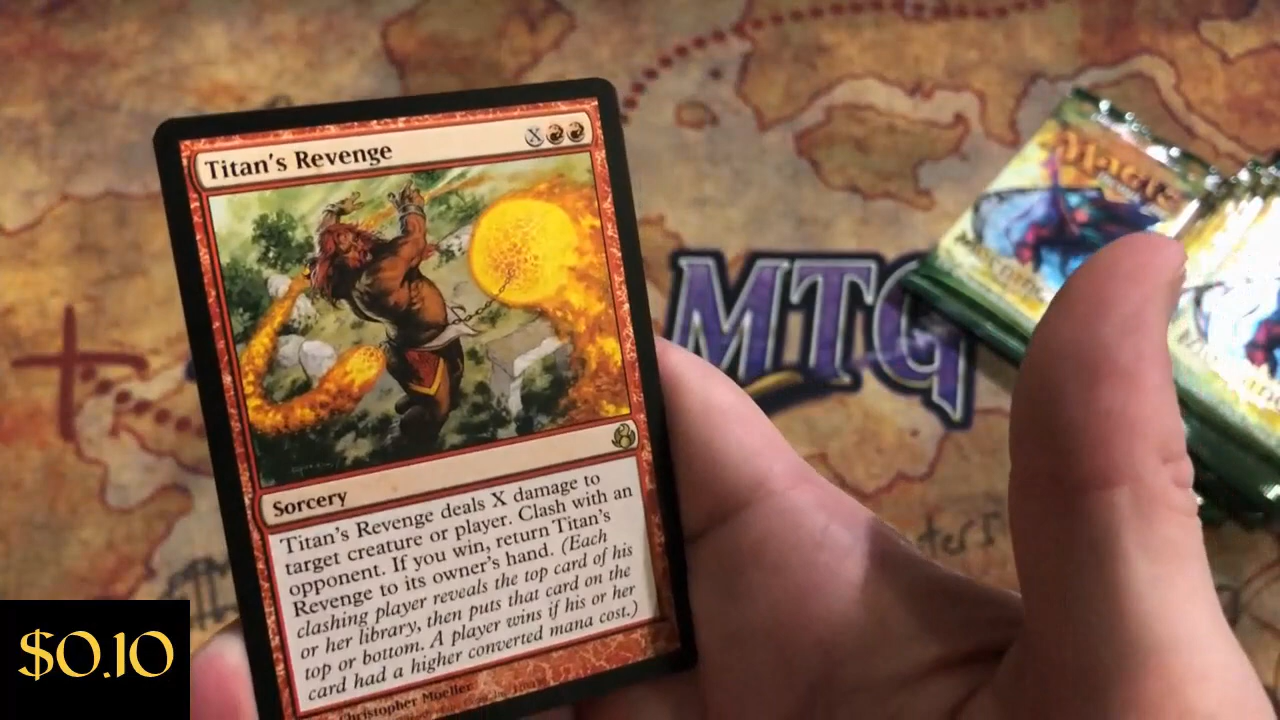 Titan's Revenge
X
Sorcery
Titan's Revenge deals X damage to
target creature or player. Clash with an
opponent. If you win, return Titan's
Revenge to its owner's hand. (Each
clashing player reveals the top card of his
or her library, then puts that card on the
top or bottom. A player wins if his or her
card had a higher converted mana cost.)
Christopher Moeller
MTG
Magic
$0.10